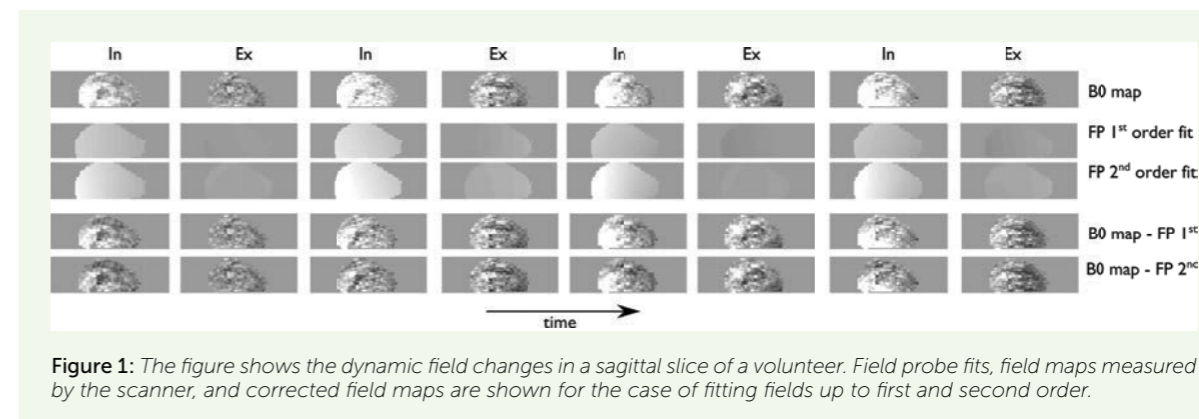 In Ex In Ex In Ex In Ex
B0 map
FP 1st order fit
FP 2nd order fit
B0 map - FP 1st
B0 map - FP 2nd
time
Figure 1: The figure shows the dynamic field changes in a sagittal slice of a volunteer. Field probe fits, field maps measured
by the scanner, and corrected field maps are shown for the case of fitting fields up to first and second order.